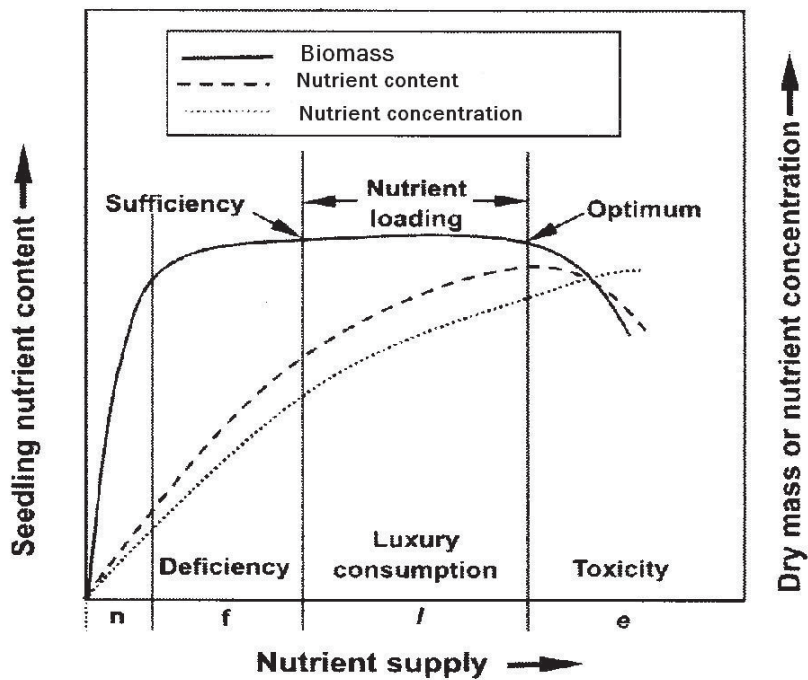 Biomass
Nutrient content
Nutrient concentration
Sufficiency
Nutrient
loading
Optimum
Deficiency
Luxury
consumption
Toxicity
n
f
l
e
Nutrient supply
Seedling nutrient content
Dry mass or nutrient concentration